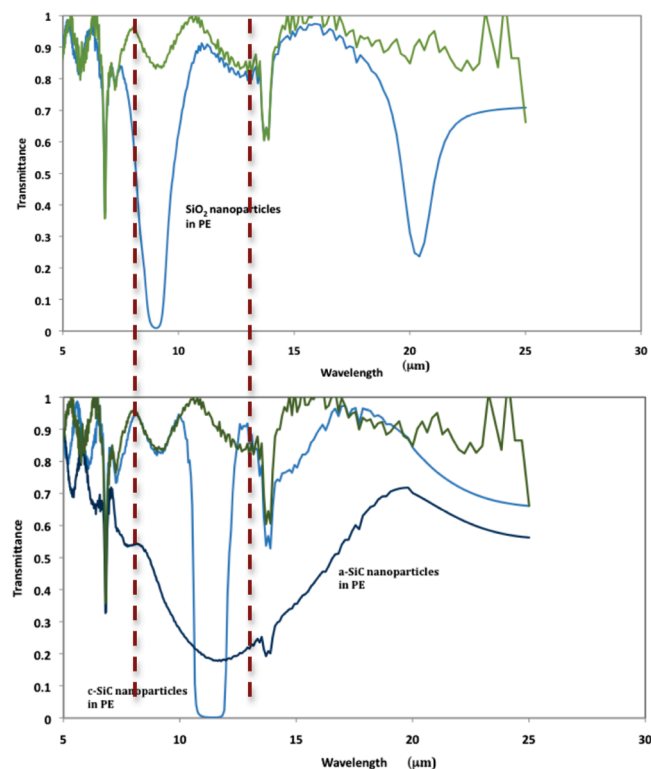 1
0.9
0.8
0.7
0.6
0.5
0.4
0.3
0.2
0.1
0
Transmittance
SiO₂ nanoparticles
in PE
5 10 15 20 25 30
Wavelength (μm)
1
0.9
0.8
0.7
0.6
0.5
0.4
0.3
0.2
0.1
0
Transmittance
a-SiC nanoparticles
in PE
c-SiC nanoparticles
in PE
5 10 15 20 25 30
Wavelength (μm)